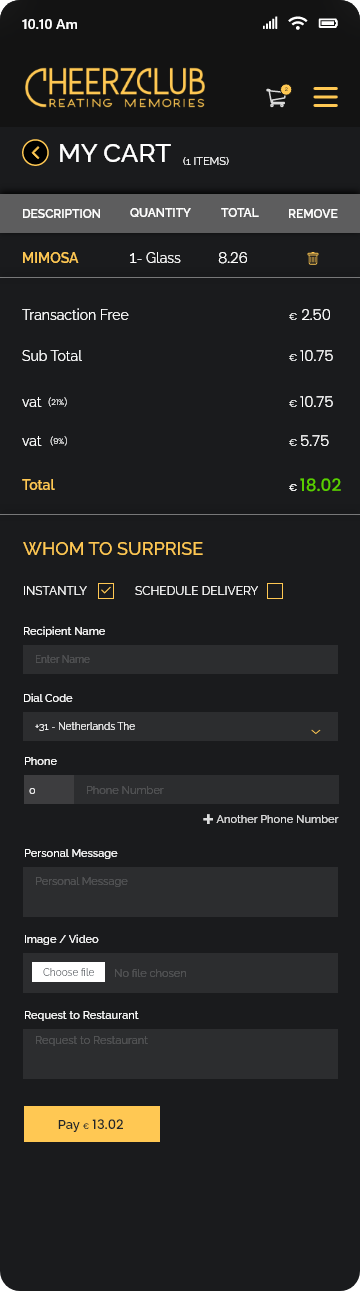 10.10 Am
CHEERZCLUB
REATING MEMORIES
2
MY CART (1 ITEMS)
DESCRIPTION QUANTITY TOTAL REMOVE
MIMOSA 1- Glass 8.26
Transaction Free € 2.50
Sub Total € 10.75
vat (21%) € 10.75
vat (9%) € 5.75
Total € 18.02
WHOM TO SURPRISE
INSTANTLY SCHEDULE DELIVERY
Recipient Name
Enter Name
Dial Code
+31 - Netherlands The
Phone
0 Phone Number
Another Phone Number
Personal Message
Personal Message
Image / Video
Choose file No file chosen
Request to Restaurant
Request to Restaurant
Pay € 13.02